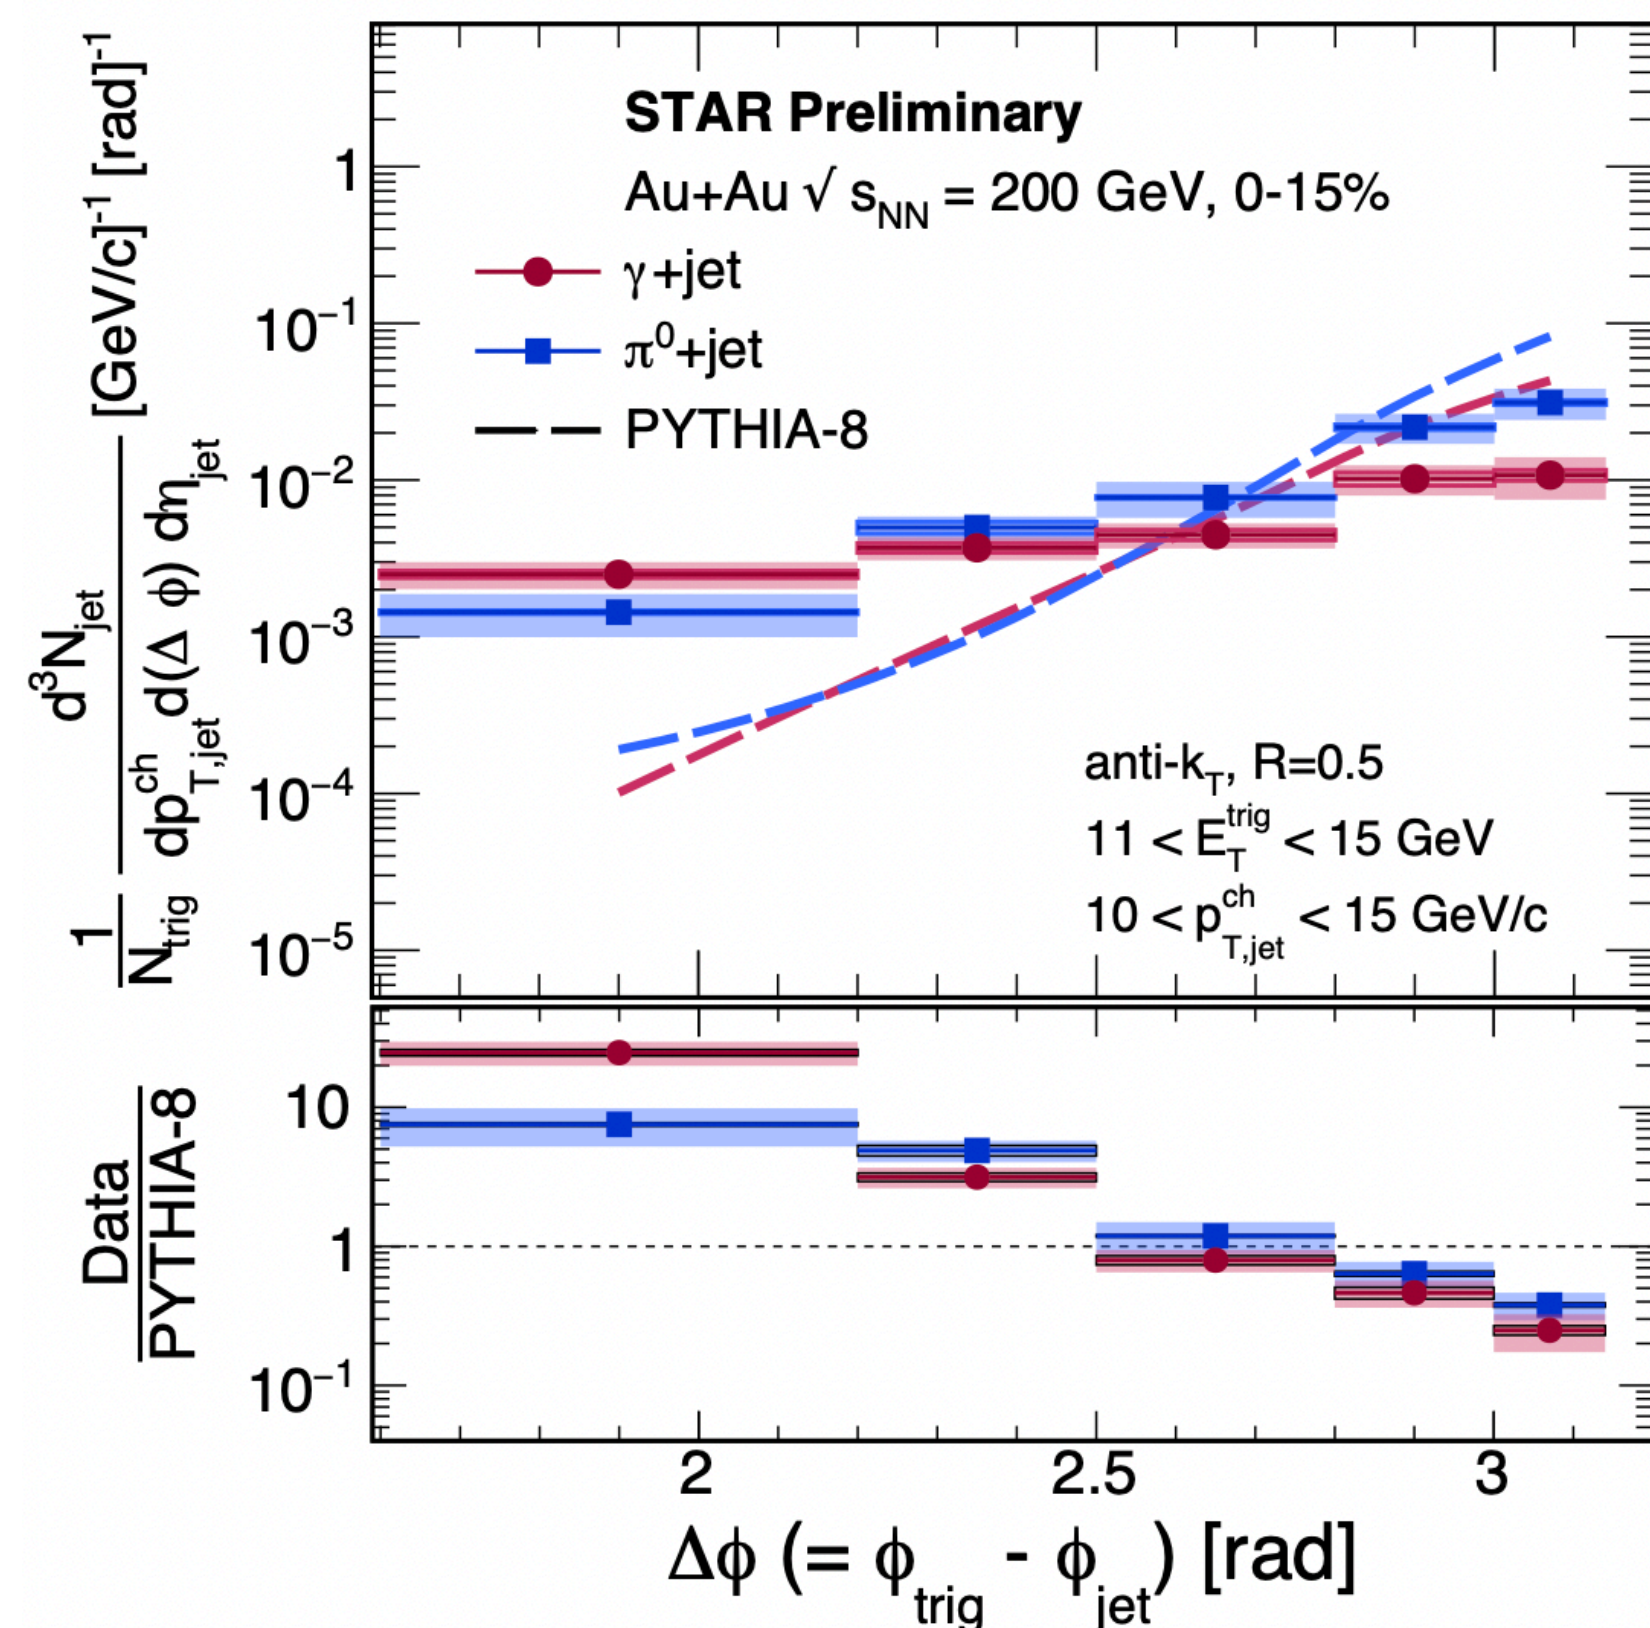 STAR Preliminary
Au+Au √ s_NN = 200 GeV, 0-15%
γ+jet
π⁰+jet
PYTHIA-8
anti-k_T, R=0.5
11 < E_T^trig < 15 GeV
10 < p_T,jet^ch < 15 GeV/c
1/N_trig d³N_jet/dp_T,jet^ch d(Δ ϕ) dη_jet [GeV/c]⁻¹ [rad]⁻¹
1
10⁻¹
10⁻²
10⁻³
10⁻⁴
10⁻⁵
Data
PYTHIA-8
10
1
10⁻¹
2 2.5 3
Δϕ (= ϕ_trig - ϕ_jet) [rad]